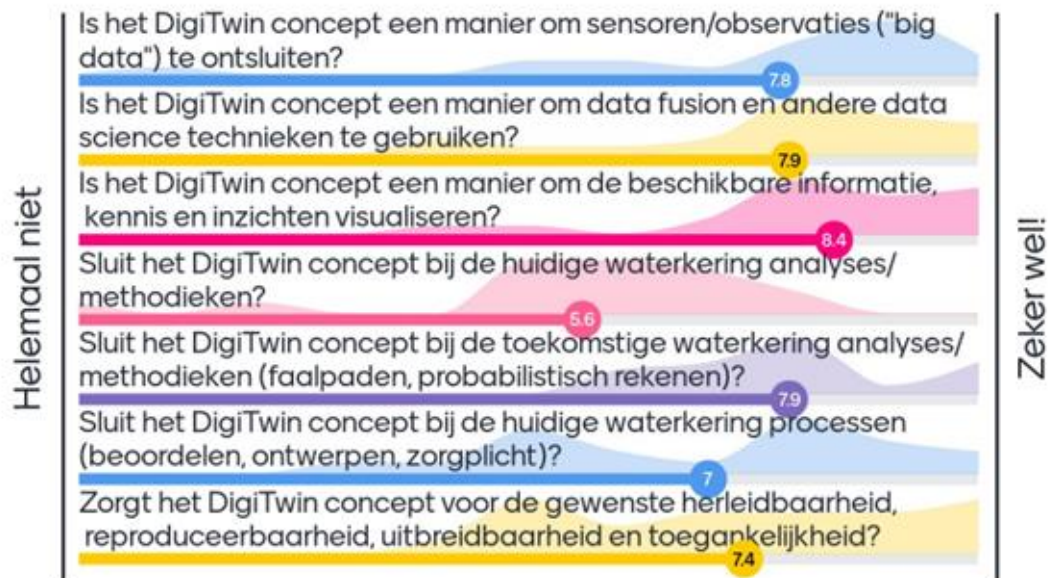 Is het DigiTwin concept een manier om sensoren/observaties ("big
data") te ontsluiten?
7.8
Is het DigiTwin concept een manier om data fusion en andere data
science technieken te gebruiken?
7.9
Is het DigiTwin concept een manier om de beschikbare informatie,
kennis en inzichten visualiseren?
8.4
Sluit het DigiTwin concept bij de huidige waterkering analyses/
methodieken?
5.6
Sluit het DigiTwin concept bij de toekomstige waterkering analyses/
methodieken (faalpaden, probabilistisch rekenen)?
7.9
Sluit het DigiTwin concept bij de huidige waterkering processen
(beoordelen, ontwerpen, zorgplicht)?
7
Zorgt het DigiTwin concept voor de gewenste herleidbaarheid,
reproduceerbaarheid, uitbreidbaarheid en toegankelijkheid?
7.4
Helemaal niet
Zeker wel!